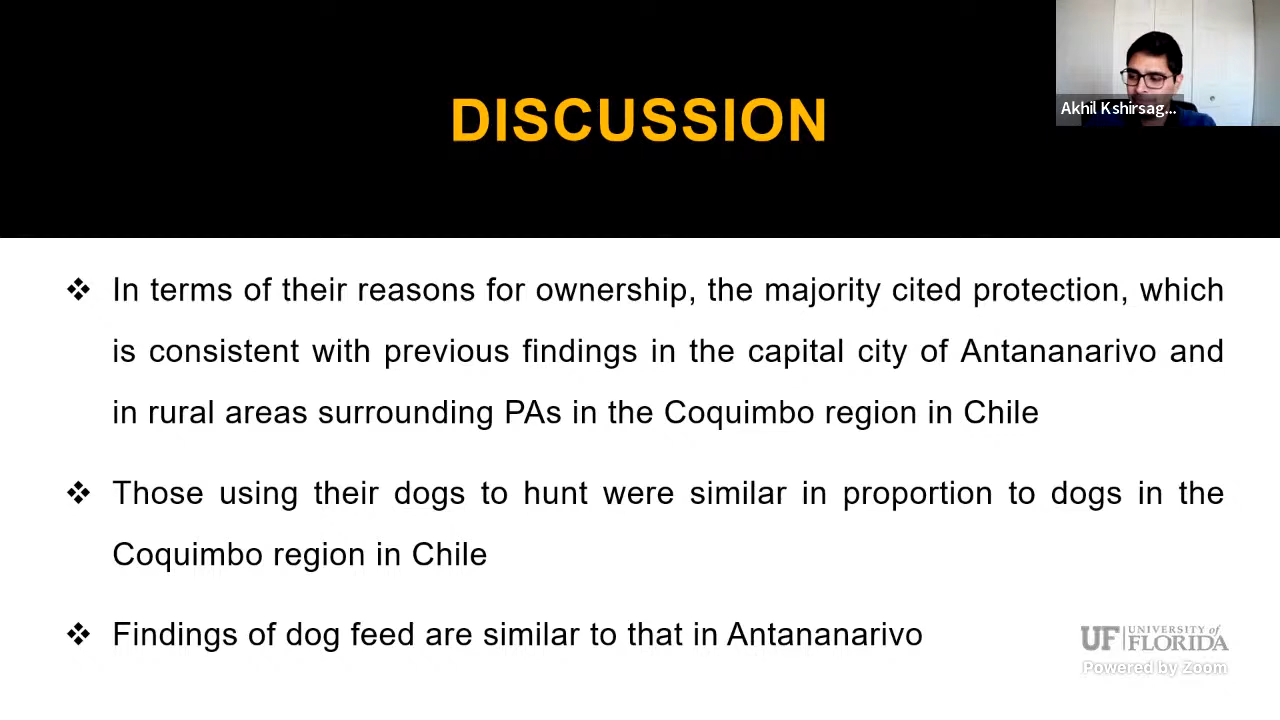 DISCUSSION
Akhil Kshirsag...
❖ In terms of their reasons for ownership, the majority cited protection, which
is consistent with previous findings in the capital city of Antananarivo and
in rural areas surrounding PAs in the Coquimbo region in Chile
❖ Those using their dogs to hunt were similar in proportion to dogs in the
Coquimbo region in Chile
❖ Findings of dog feed are similar to that in Antananarivo
UF UNIVERSITY of
FLORIDA
Powered by Zoom